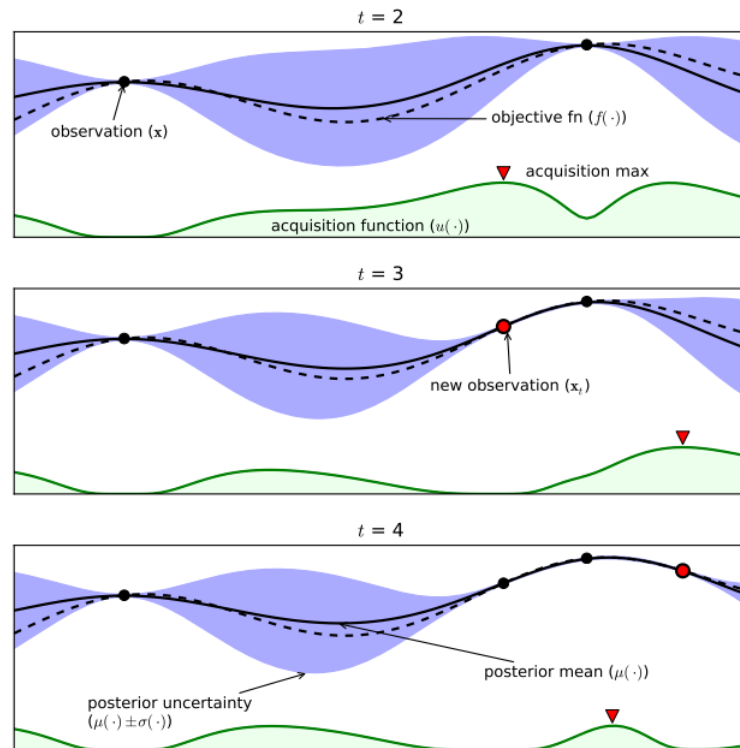 t = 2
observation (x)
objective fn (f(·))
acquisition max
acquisition function (u(·))
t = 3
new observation (xₜ)
t = 4
posterior mean (μ(·))
posterior uncertainty
(μ(·) ±σ(·))